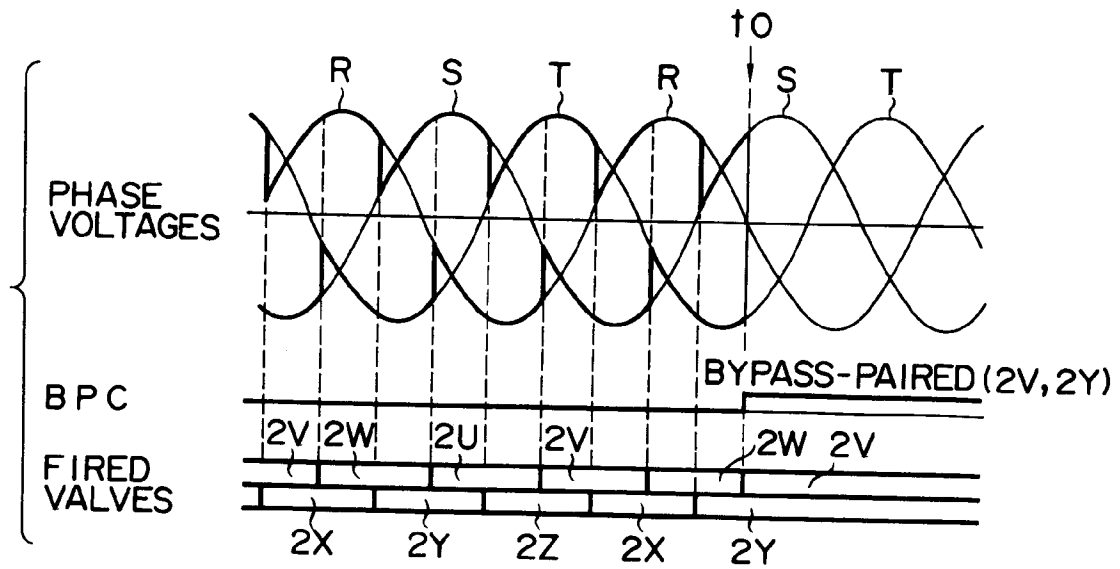 to
R S T R S T
PHASE
VOLTAGES
BYPASS-PAIRED (2V, 2Y)
BPC
2V 2W 2U 2V 2W 2V
FIRED
VALVES
2X 2Y 2Z 2X 2Y